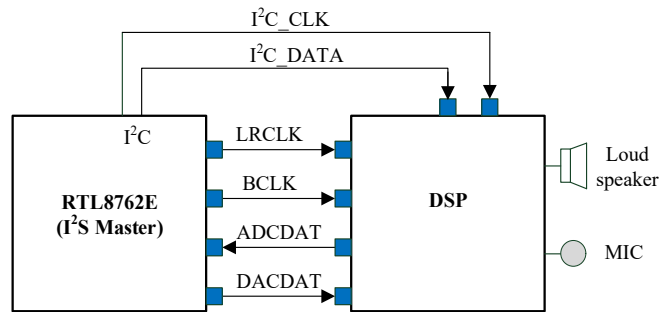 I²C_CLK
I²C_DATA
I²C
LRCLK
BCLK
ADCDAT
DACDAT
RTL8762E
(I²S Master)
DSP
Loud
speaker
MIC